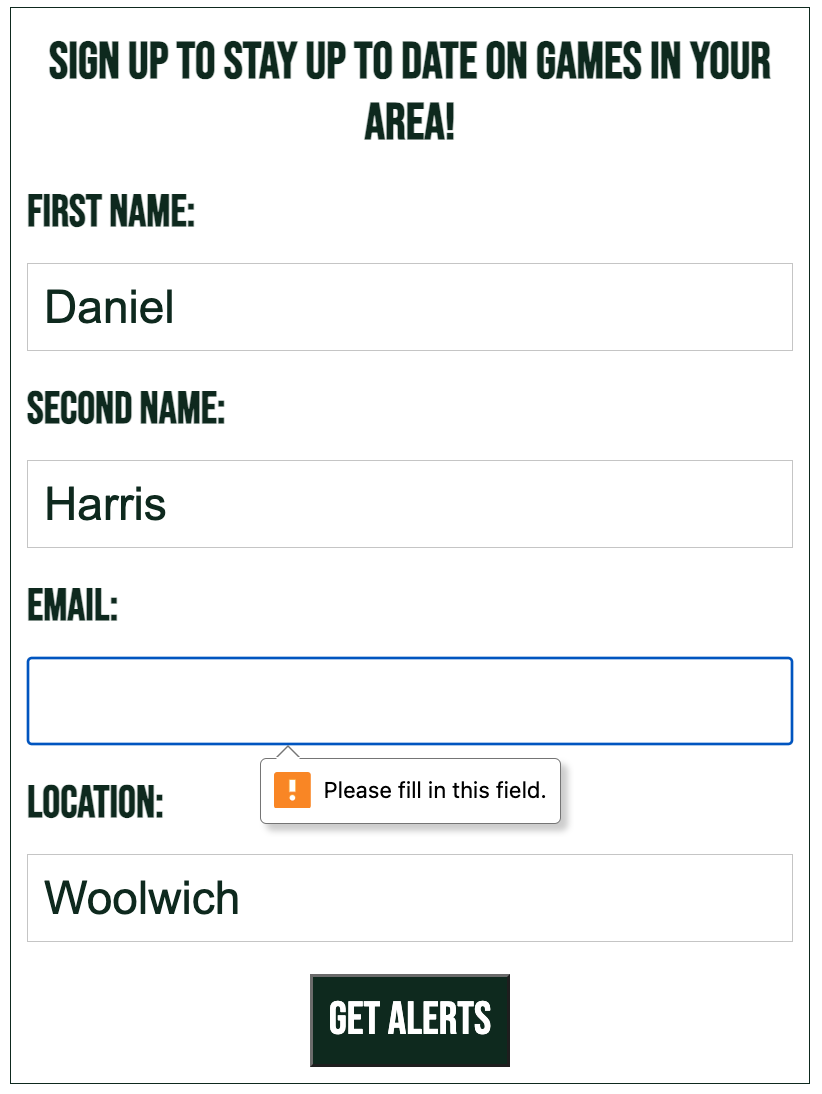 SIGN UP TO STAY UP TO DATE ON GAMES IN YOUR
AREA!
FIRST NAME:
Daniel
SECOND NAME:
Harris
EMAIL:
! Please fill in this field.
LOCATION:
Woolwich
GET ALERTS